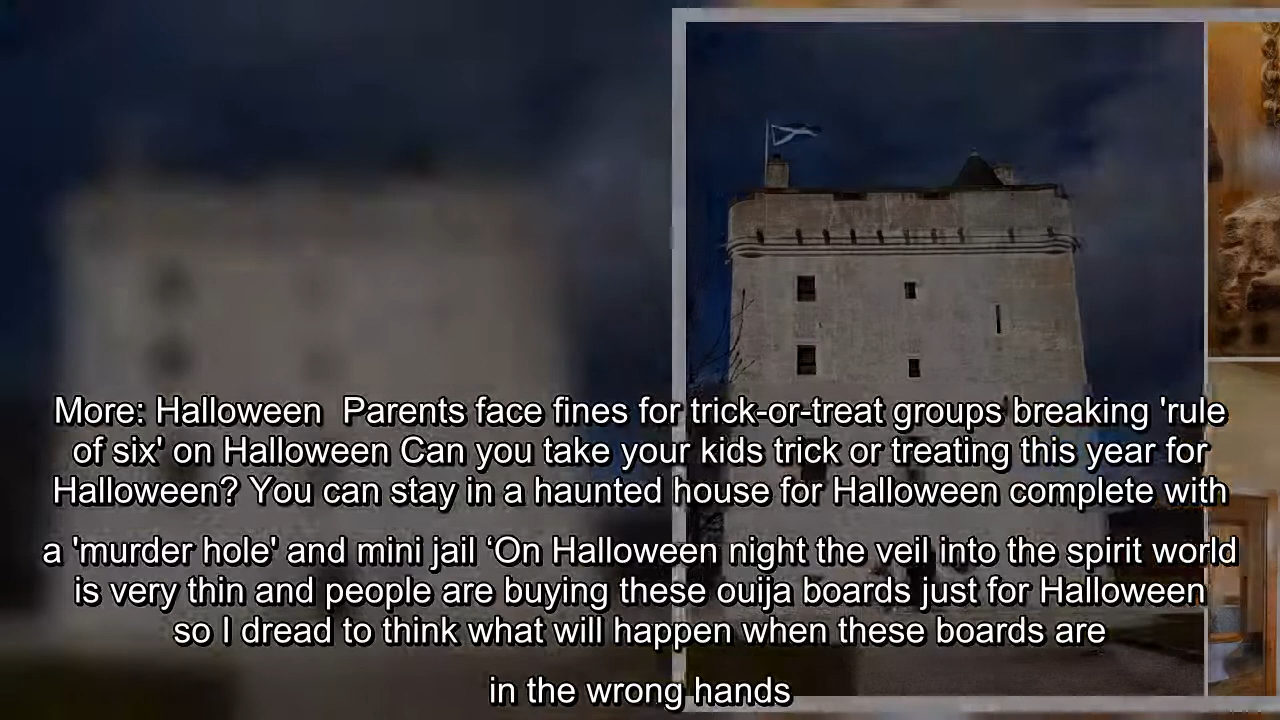 More: Halloween  Parents face fines for trick-or-treat groups breaking 'rule
of six' on Halloween Can you take your kids trick or treating this year for
Halloween? You can stay in a haunted house for Halloween complete with
a 'murder hole' and mini jail ‘On Halloween night the veil into the spirit world
is very thin and people are buying these ouija boards just for Halloween
so I dread to think what will happen when these boards are
in the wrong hands